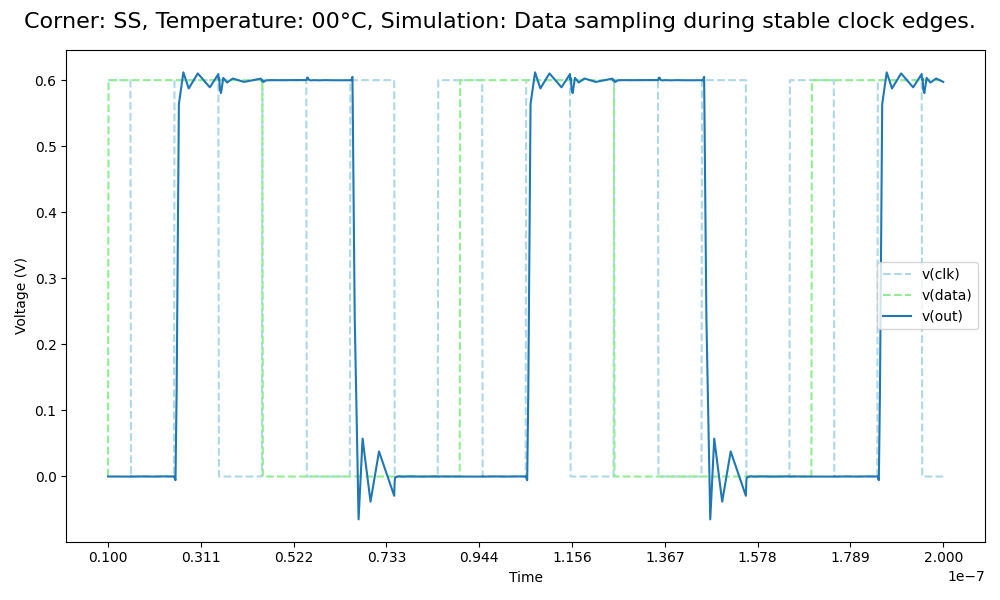 Corner: SS, Temperature: 00°C, Simulation: Data sampling during stable clock edges.
Voltage (V)
0.6
0.5
0.4
0.3
0.2
0.1
0.0
v(clk)
v(data)
v(out)
0.100 0.311 0.522 0.733 0.944 1.156 1.367 1.578 1.789 2.000
Time
1e−7